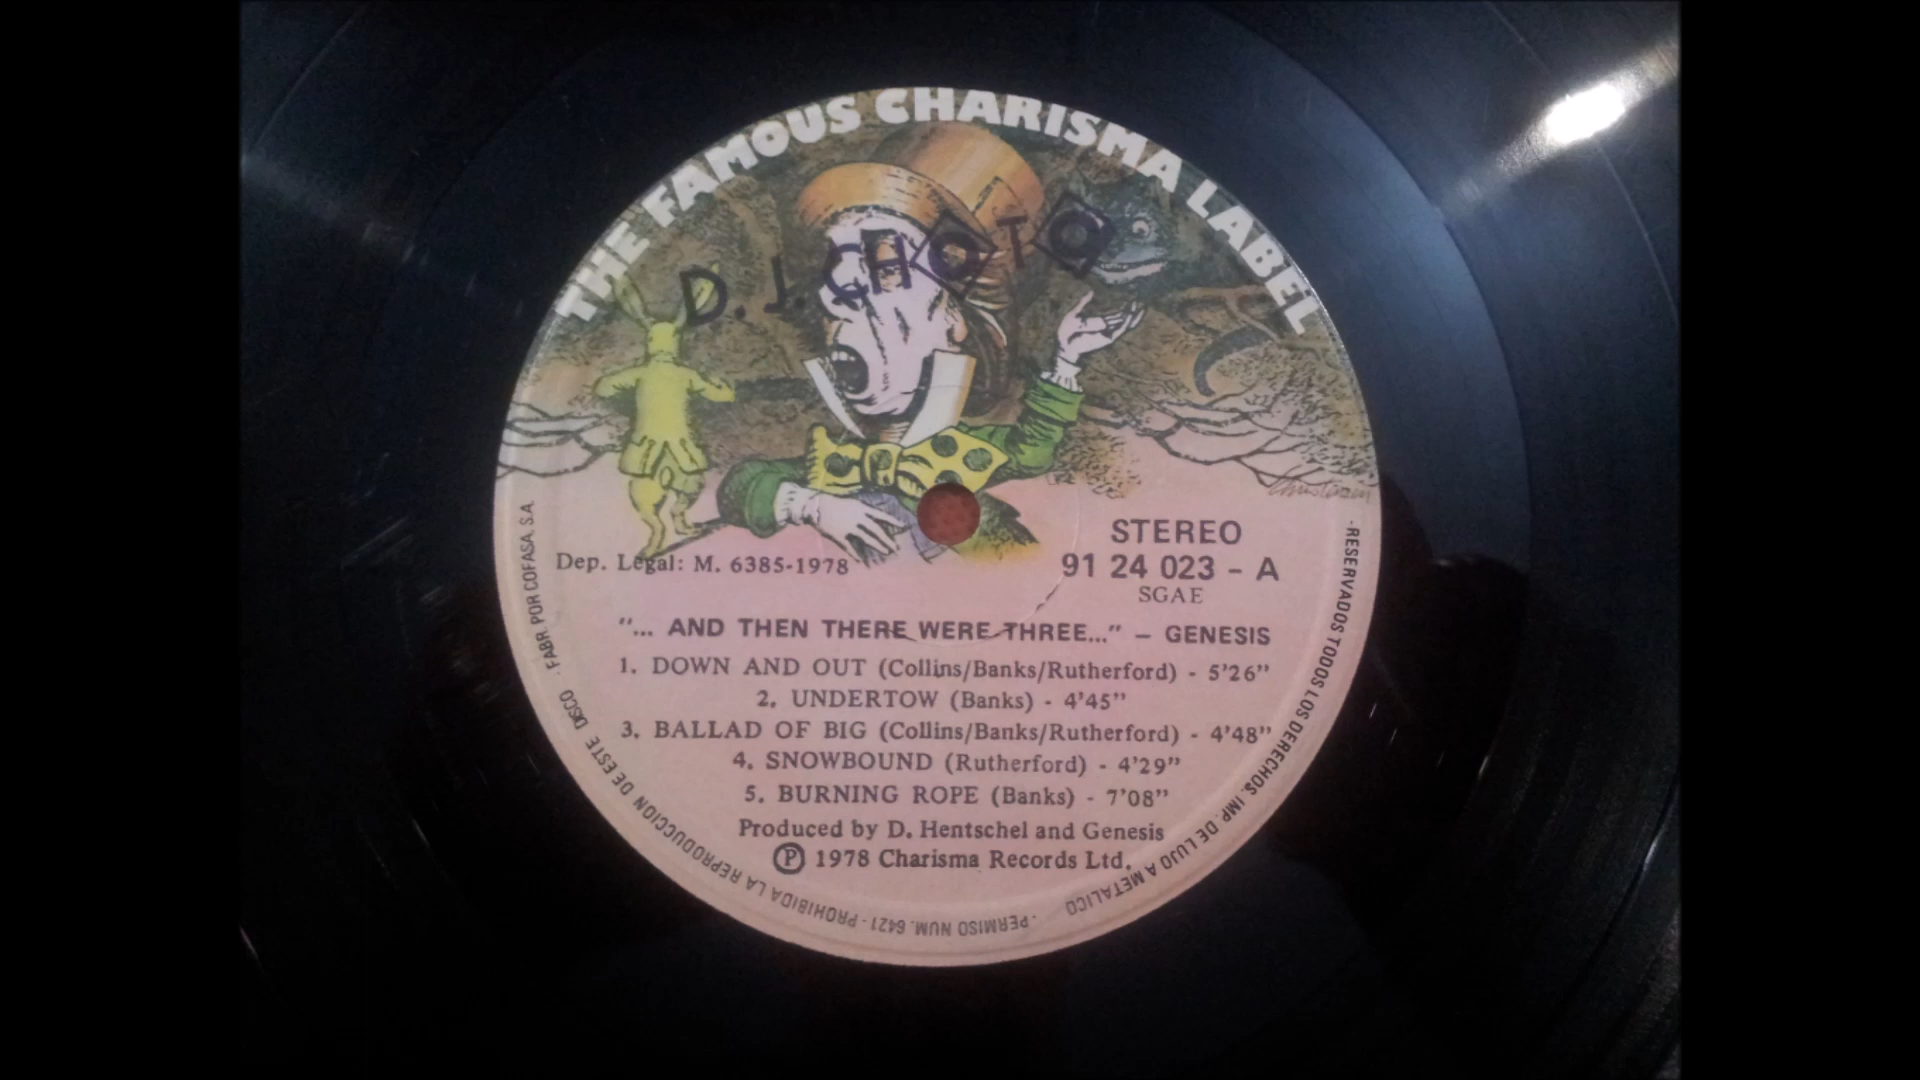 THE FAMOUS CHARISMA LABEL
D.J. CHOTO
STEREO
Dep. Legal: M. 6385-1978
91 24 023 - A
SGAE
"... AND THEN THERE WERE THREE..." - GENESIS
1. DOWN AND OUT (Collins/Banks/Rutherford) - 5'26"
2. UNDERTOW (Banks) - 4'45"
3. BALLAD OF BIG (Collins/Banks/Rutherford) - 4'48"
4. SNOWBOUND (Rutherford) - 4'29"
5. BURNING ROPE (Banks) - 7'08"
Produced by D. Hentschel and Genesis
Ⓟ 1978 Charisma Records Ltd.
·RESERVADOS TODOS LOS DERECHOS. IMP. DE LUJO A METALICO ·PERMISO NUM. 6421 - PROHIBIDA LA REPRODUCCION DE ESTE DISCO · FABR. POR COFASA, S.A.